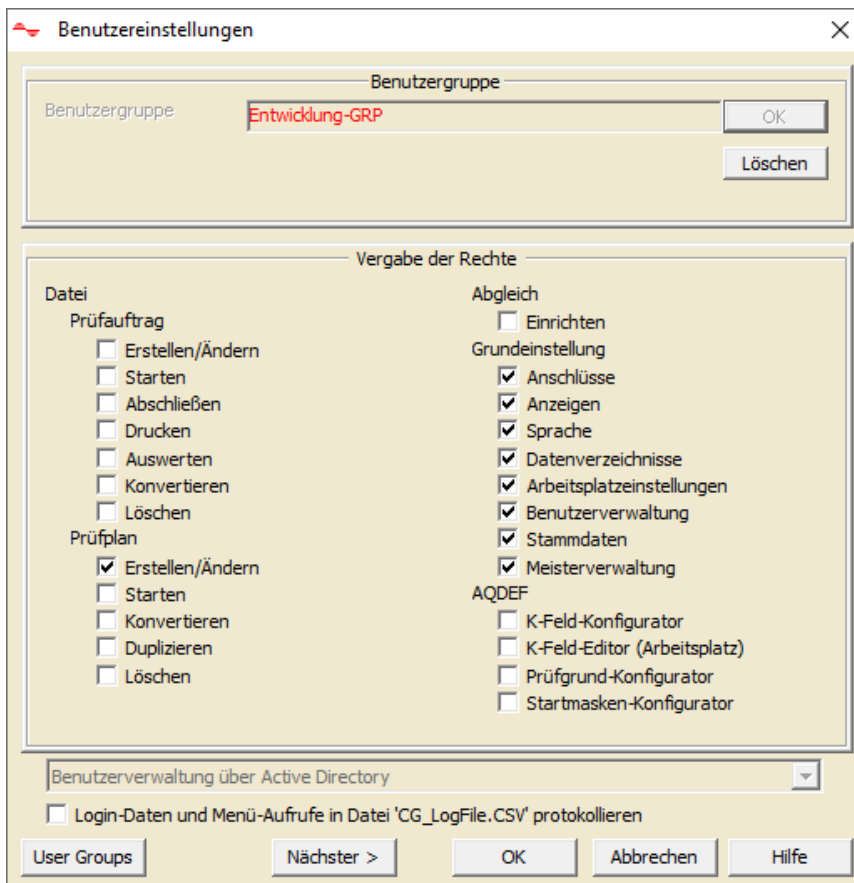 Benutzereinstellungen
Benutzergruppe
Benutzergruppe
Entwicklung-GRP
OK
Löschen
Vergabe der Rechte
Datei
Prüfauftrag
Erstellen/Ändern
Starten
Abschließen
Drucken
Auswerten
Konvertieren
Löschen
Prüfplan
Erstellen/Ändern
Starten
Konvertieren
Duplizieren
Löschen
Abgleich
Einrichten
Grundeinstellung
Anschlüsse
Anzeigen
Sprache
Datenverzeichnisse
Arbeitsplatzeinstellungen
Benutzerverwaltung
Stammdaten
Meisterverwaltung
AQDEF
K-Feld-Konfigurator
K-Feld-Editor (Arbeitsplatz)
Prüfgrund-Konfigurator
Startmasken-Konfigurator
Benutzerverwaltung über Active Directory
Login-Daten und Menü-Aufrufe in Datei 'CG_LogFile.CSV' protokollieren
User Groups
Nächster >
OK
Abbrechen
Hilfe